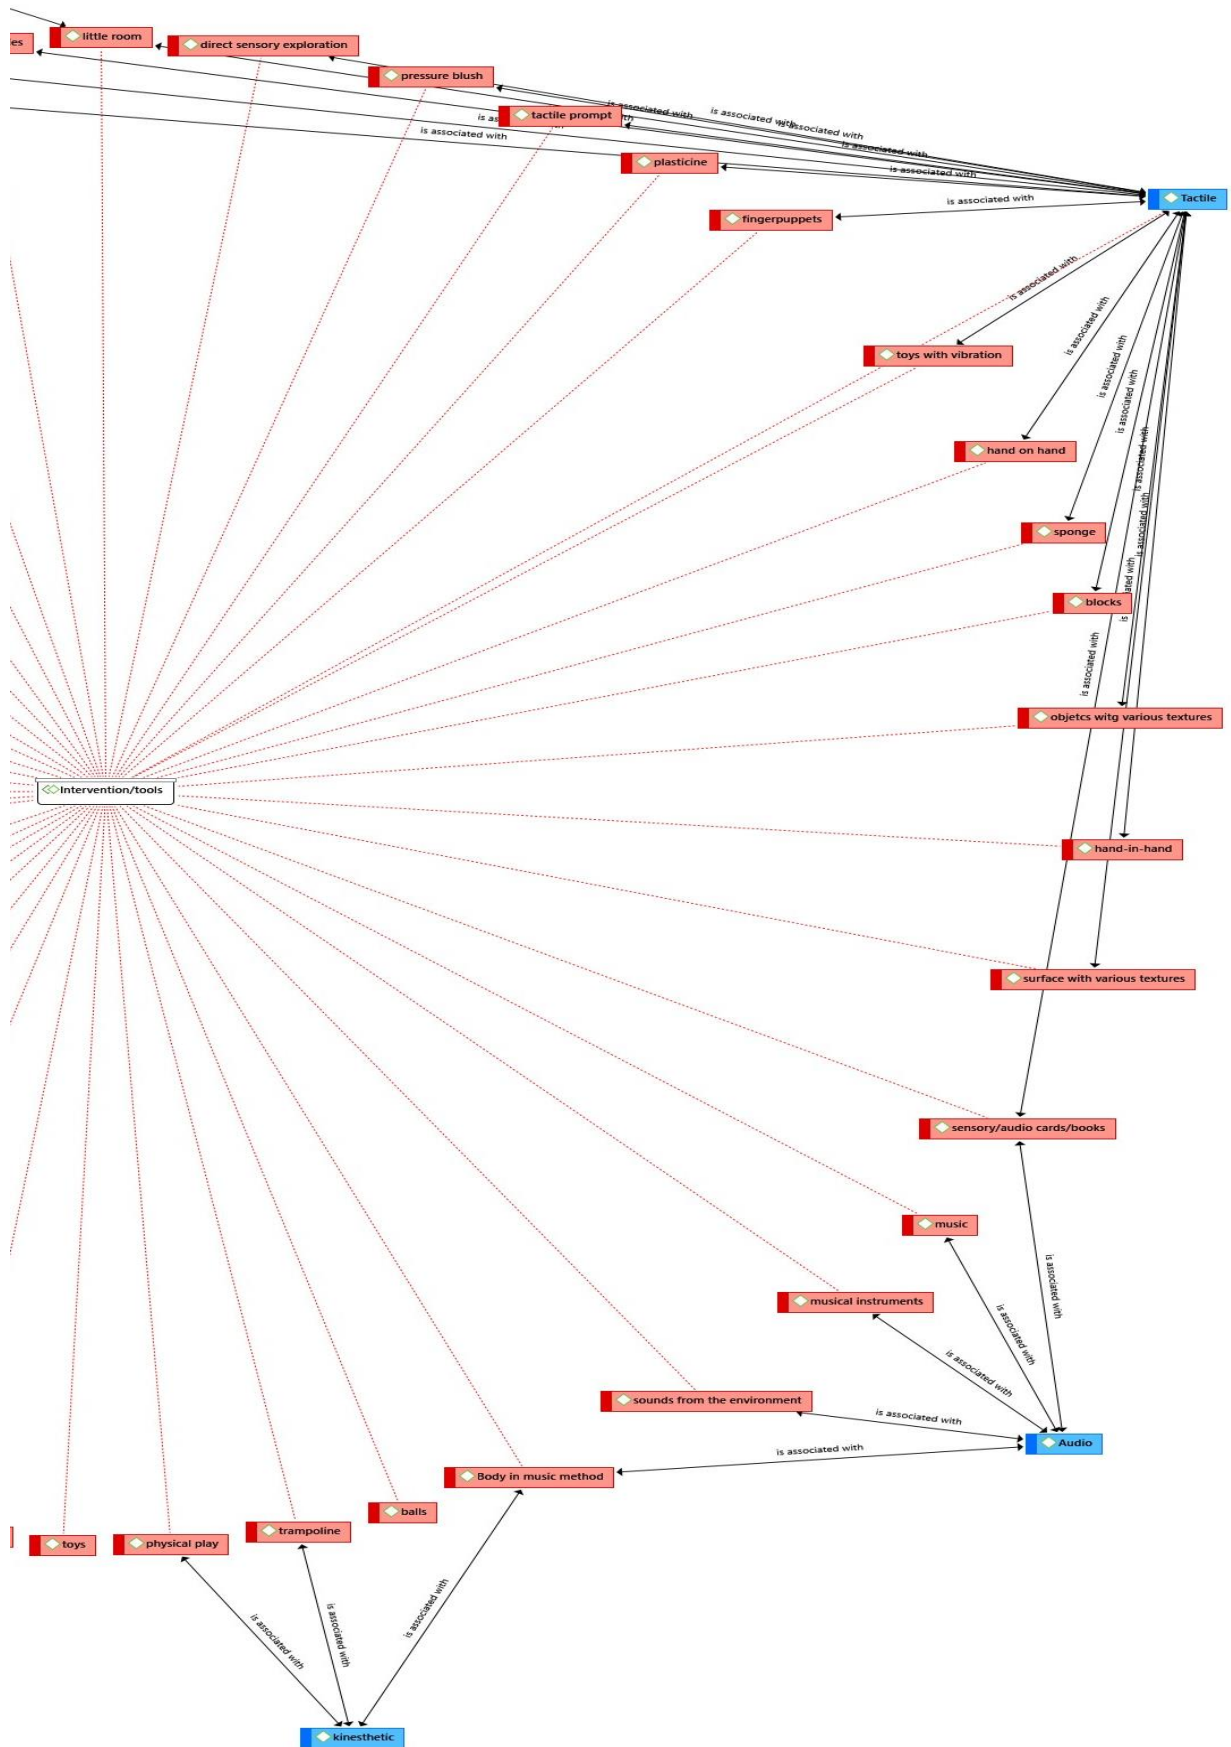 es
little room
direct sensory exploration
pressure blush
is associated with
is associated with
is associated with
tactile prompt
is associated with
is associated with
plasticine
is associated with
Tactile
is associated with
fingerpuppets
is associated with
toys with vibration
is associated with
is associated with
hand on hand
is associated with
is associated with
sponge
is associated with
blocks
is associated with
objetcs witg various textures
Intervention/tools
hand-in-hand
surface with various textures
sensory/audio cards/books
music
is associated with
musical instruments
is associated with
is associated with
sounds from the environment
is associated with
Audio
is associated with
Body in music method
balls
trampoline
physical play
toys
is associated with
is associated with
is associated with
kinesthetic